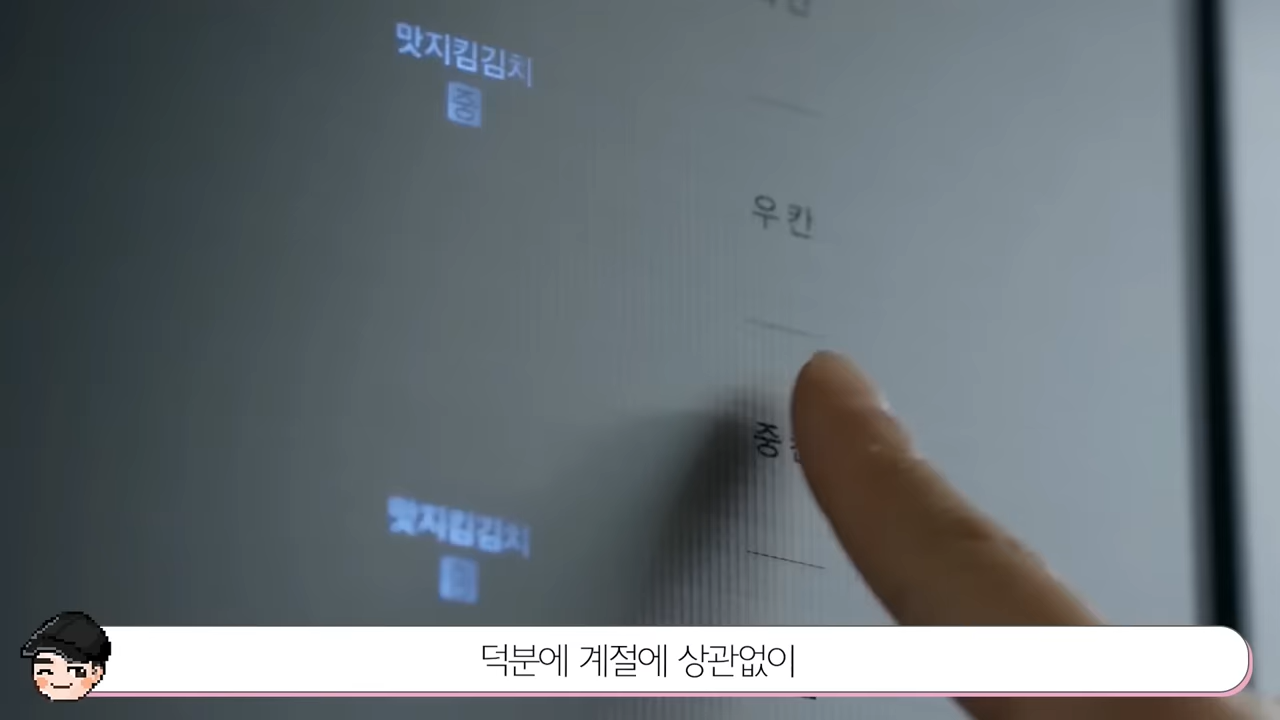 맛지킴김치
중
우칸
중
맛지킴김치
덕분에 계절에 상관없이